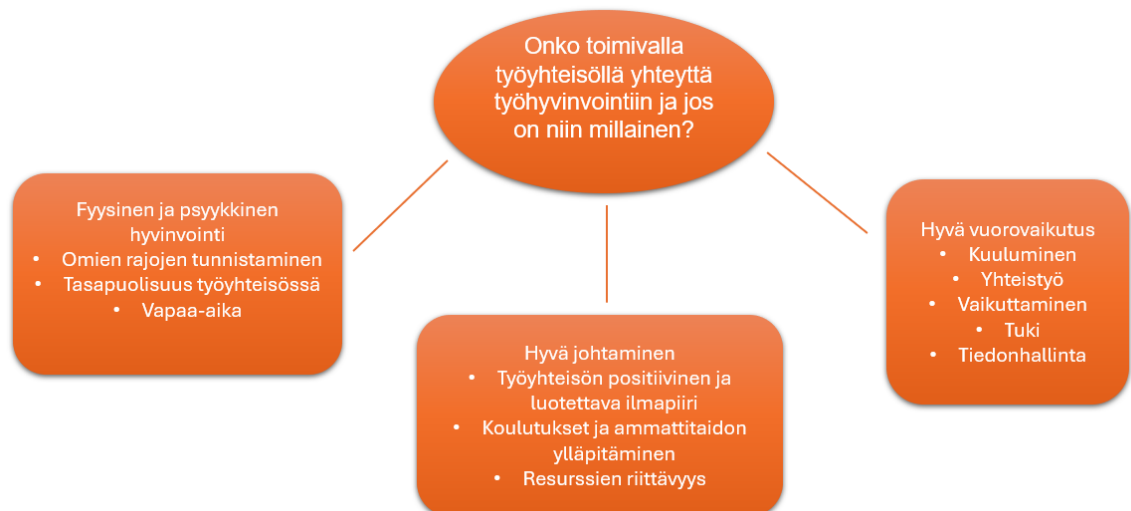 Onko toimivalla
työyhteisöllä yhteyttä
työhyvinvointiin ja jos
on niin millainen?
Fyysinen ja psyykkinen
hyvinvointi
• Omien rajojen tunnistaminen
• Tasapuolisuus työyhteisössä
• Vapaa-aika
Hyvä johtaminen
• Työyhteisön positiivinen ja
luotettava ilmapiiri
• Koulutukset ja ammattitaidon
ylläpitäminen
• Resurssien riittävyys
Hyvä vuorovaikutus
• Kuuluminen
• Yhteistyö
• Vaikuttaminen
• Tuki
• Tiedonhallinta